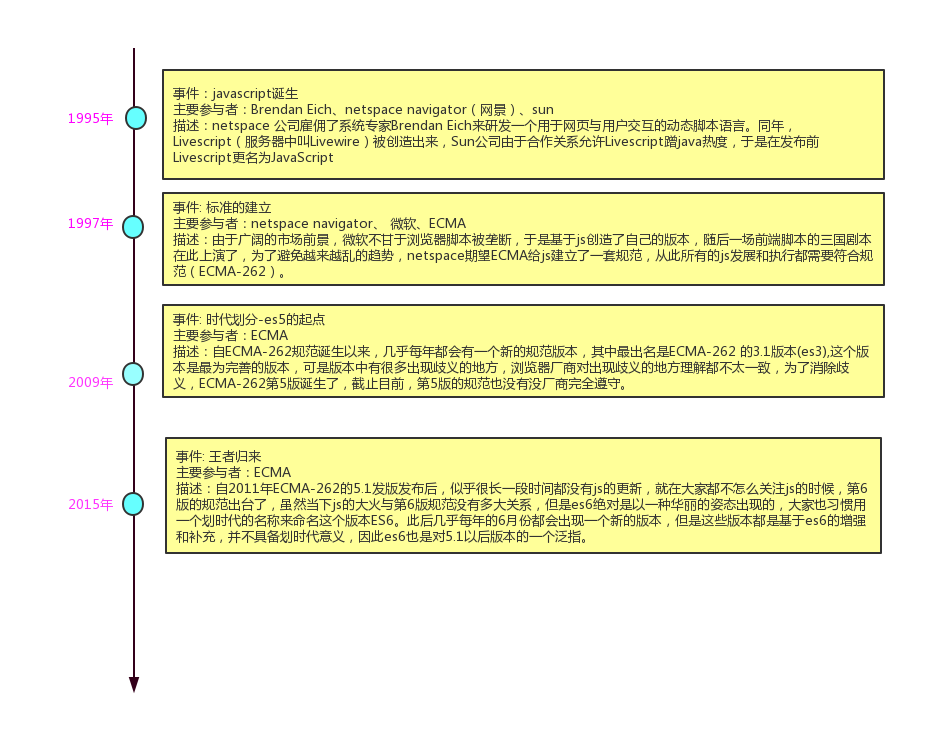 1995年
事件：javascript诞生
主要参与者：Brendan Eich、netspace navigator（网景）、sun
描述：netspace 公司雇佣了系统专家Brendan Eich来研发一个用于网页与用户交互的动态脚本语言。同年，
Livescript（服务器中叫Livewire）被创造出来，Sun公司由于合作关系允许Livescript蹭java热度，于是在发布前
Livescript更名为JavaScript
1997年
事件: 标准的建立
主要参与者：netspace navigator、 微软、ECMA
描述：由于广阔的市场前景，微软不甘于浏览器脚本被垄断，于是基于js创造了自己的版本，随后一场前端脚本的三国剧本
在此上演了，为了避免越来越乱的趋势，netspace期望ECMA给js建立了一套规范，从此所有的js发展和执行都需要符合规
范（ECMA-262）。
2009年
事件: 时代划分-es5的起点
主要参与者：ECMA
描述：自ECMA-262规范诞生以来，几乎每年都会有一个新的规范版本，其中最出名是ECMA-262 的3.1版本(es3),这个版
本是最为完善的版本，可是版本中有很多出现歧义的地方，浏览器厂商对出现歧义的地方理解都不太一致，为了消除歧
义，ECMA-262第5版诞生了，截止目前，第5版的规范也没有没厂商完全遵守。
2015年
事件: 王者归来
主要参与者：ECMA
描述：自2011年ECMA-262的5.1发版发布后，似乎很长一段时间都没有js的更新，就在大家都不怎么关注js的时候，第6
版的规范出台了，虽然当下js的大火与第6版规范没有多大关系，但是es6绝对是以一种华丽的姿态出现的，大家也习惯用
一个划时代的名称来命名这个版本ES6。此后几乎每年的6月份都会出现一个新的版本，但是这些版本都是基于es6的增强
和补充，并不具备划时代意义，因此es6也是对5.1以后版本的一个泛指。